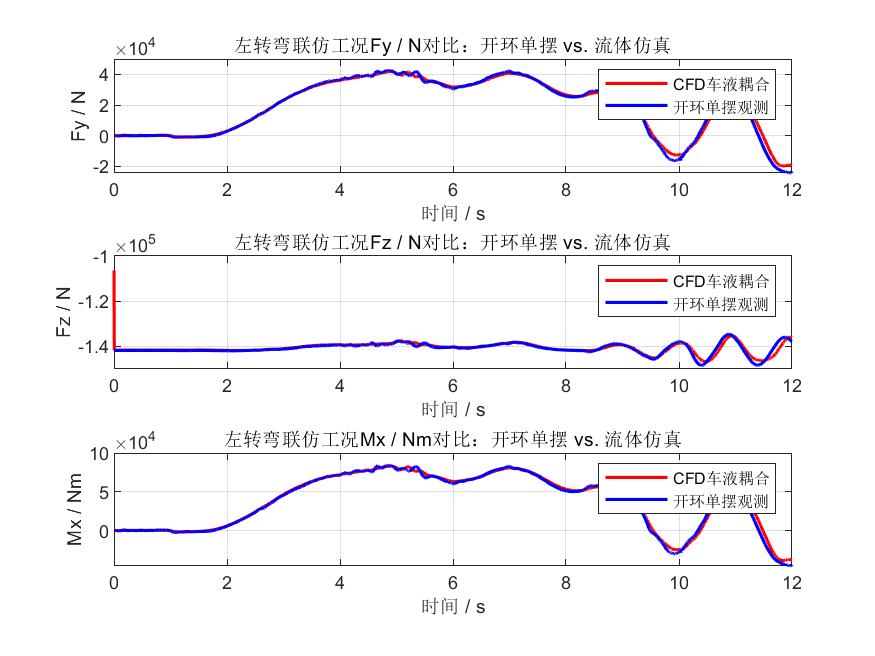 左转弯联仿工况Fy / N对比：开环单摆 vs. 流体仿真
×10⁴
4
2
0
-2
Fy / N
CFD车液耦合
开环单摆观测
0 2 4 6 8 10 12
时间 / s
左转弯联仿工况Fz / N对比：开环单摆 vs. 流体仿真
×10⁵
-1
-1.2
-1.4
Fz / N
CFD车液耦合
开环单摆观测
0 2 4 6 8 10 12
时间 / s
左转弯联仿工况Mx / Nm对比：开环单摆 vs. 流体仿真
×10⁴
10
5
0
Mx / Nm
CFD车液耦合
开环单摆观测
0 2 4 6 8 10 12
时间 / s